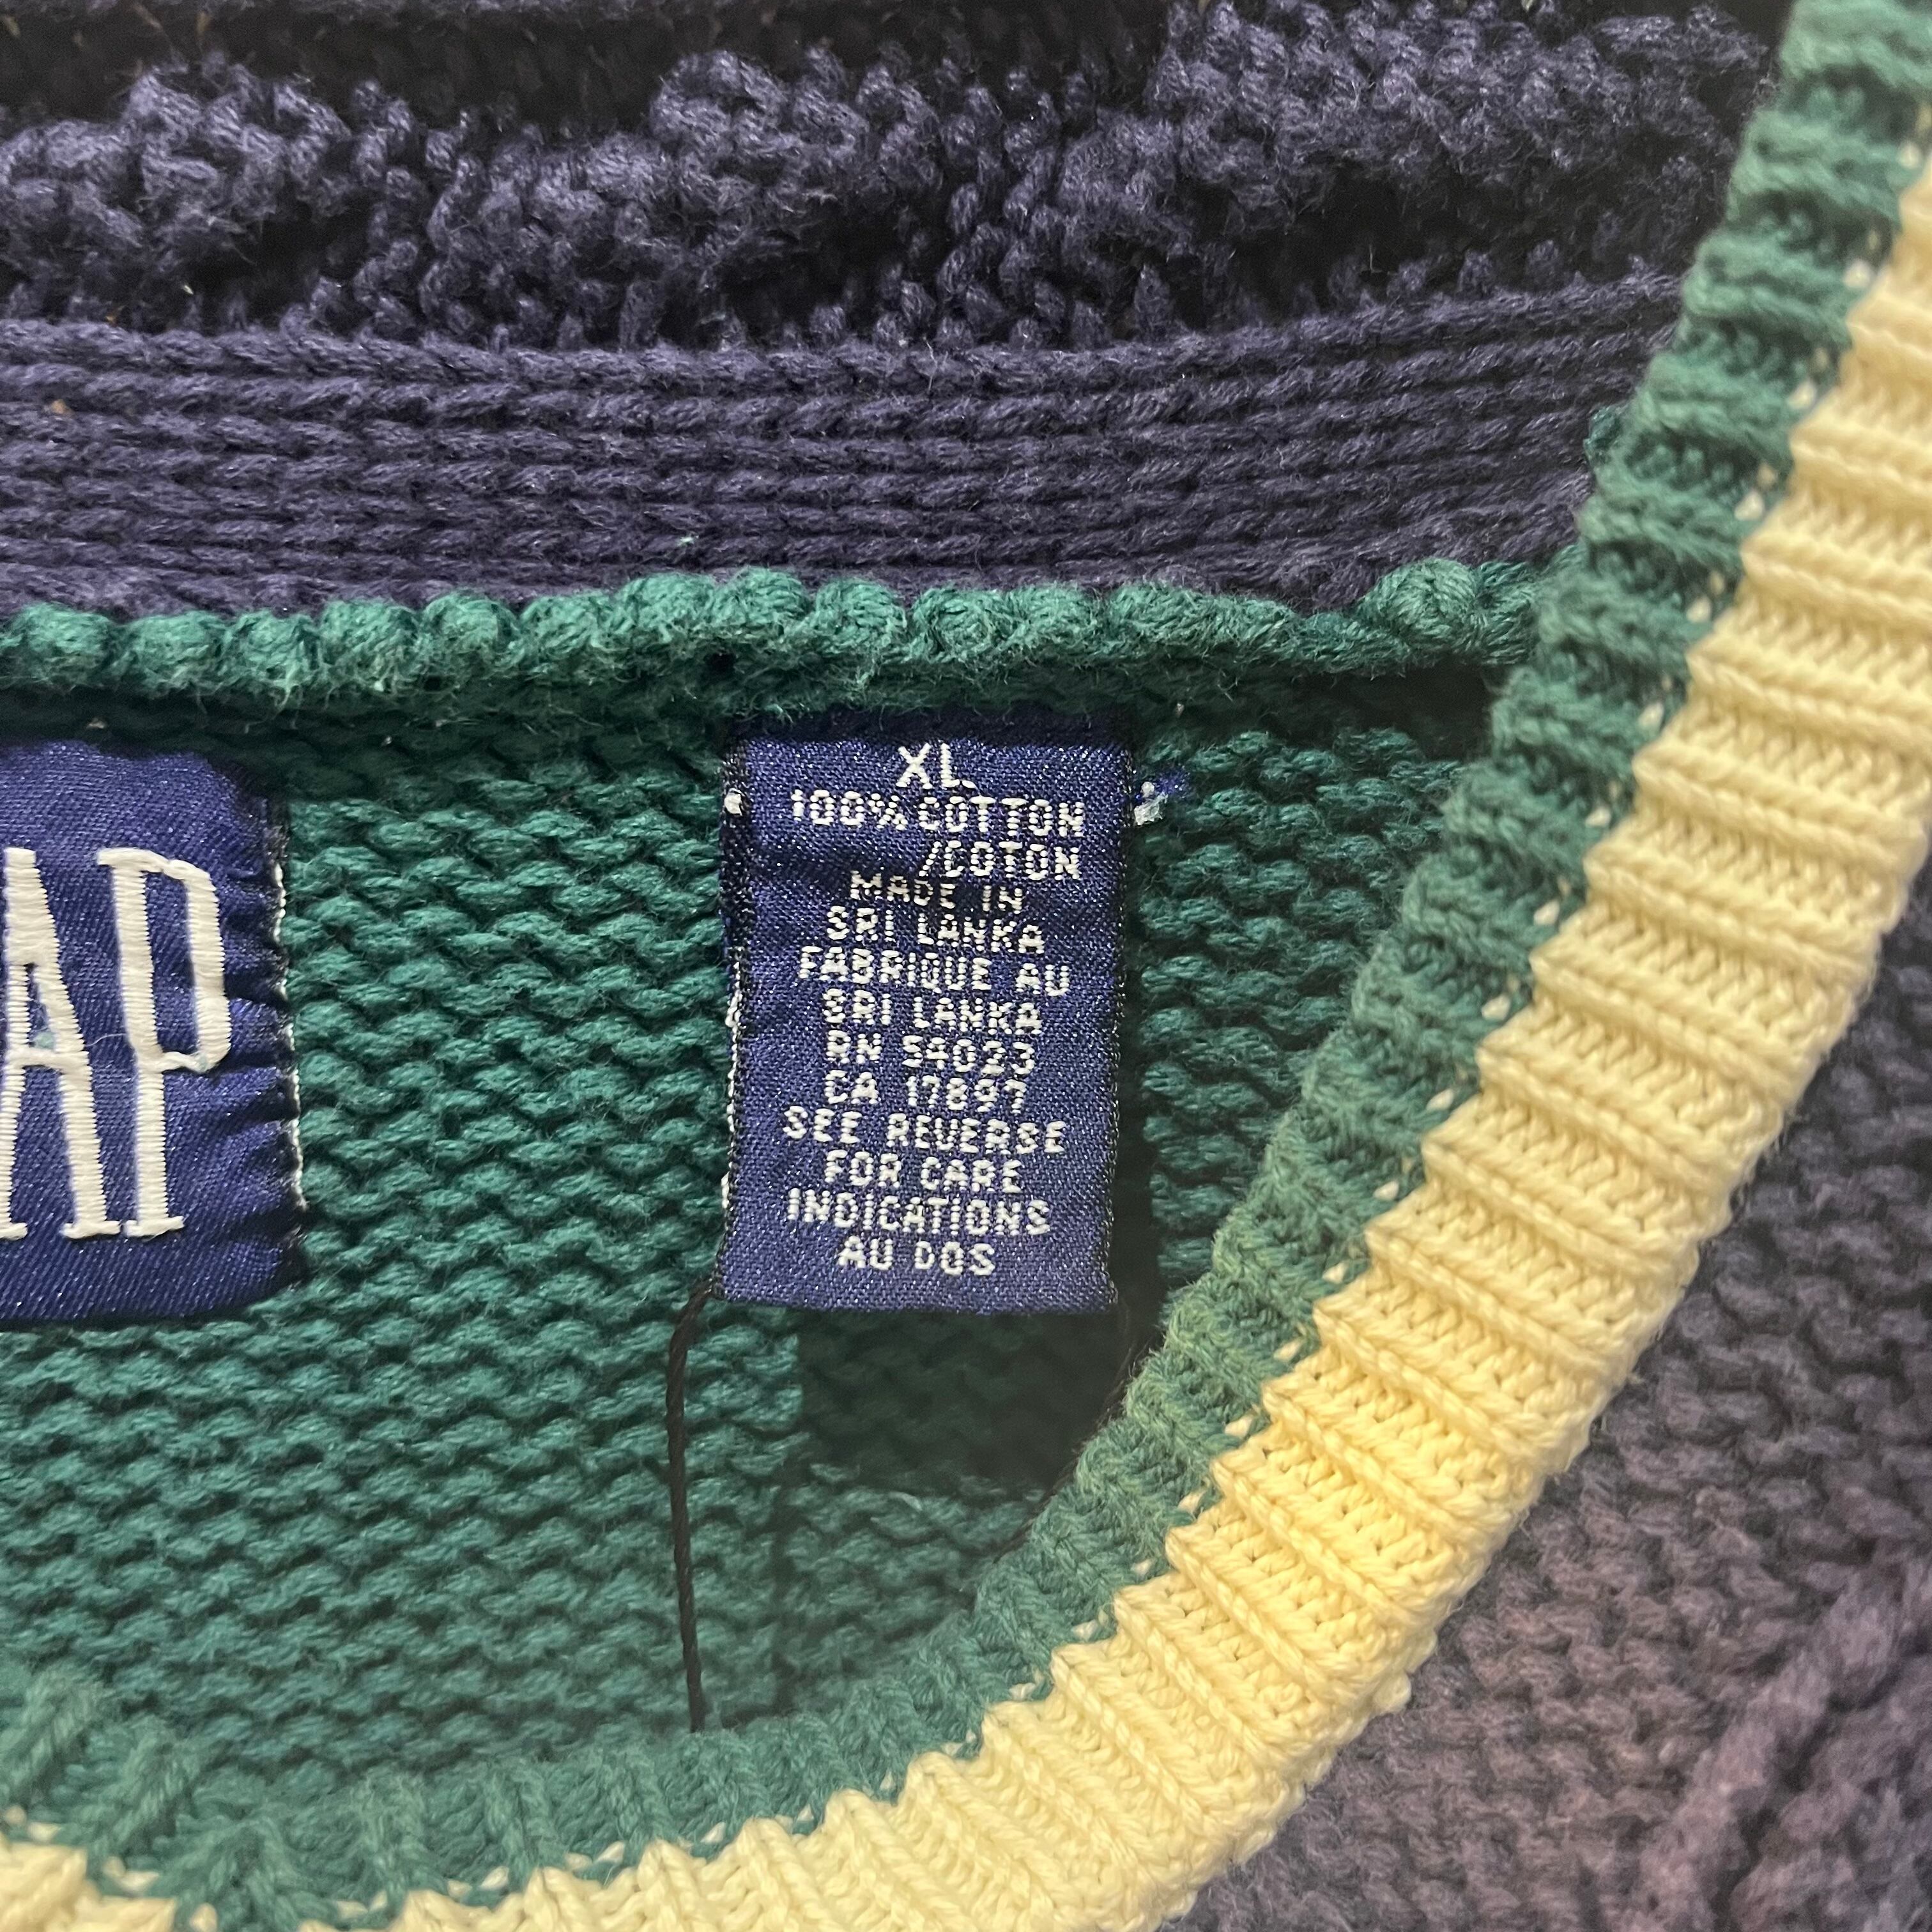 AP
XL
100% COTTON
/COTON
MADE IN
SRI LANKA
FABRIQUE AU
SRI LANKA
RN 54023
CA 17897
SEE REVERSE
FOR CARE
INDICATIONS
AU DOS